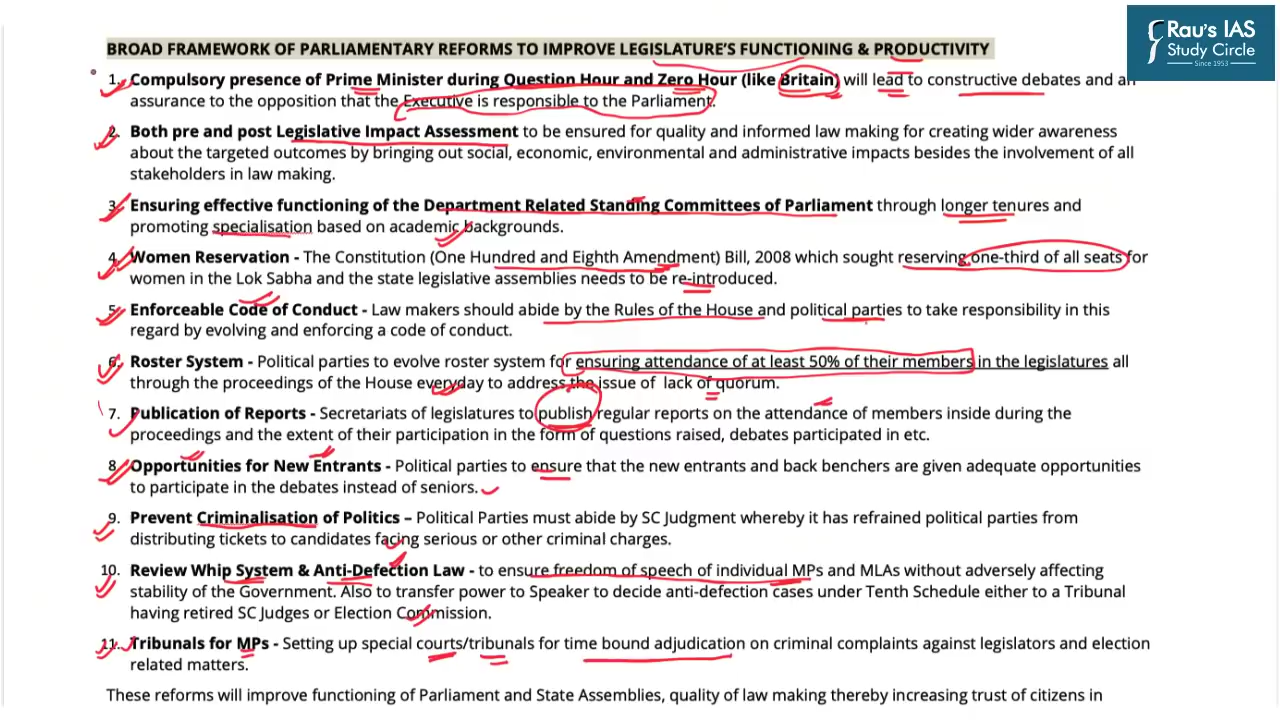 Rau's IAS
Study Circle
Since 1953
BROAD FRAMEWORK OF PARLIAMENTARY REFORMS TO IMPROVE LEGISLATURE'S FUNCTIONING & PRODUCTIVITY
1. Compulsory presence of Prime Minister during Question Hour and Zero Hour (like Britain) will lead to constructive debates and an
assurance to the opposition that the Executive is responsible to the Parliament.
2. Both pre and post Legislative Impact Assessment to be ensured for quality and informed law making for creating wider awareness
about the targeted outcomes by bringing out social, economic, environmental and administrative impacts besides the involvement of all
stakeholders in law making.
3. Ensuring effective functioning of the Department Related Standing Committees of Parliament through longer tenures and
promoting specialisation based on academic backgrounds.
4. Women Reservation - The Constitution (One Hundred and Eighth Amendment) Bill, 2008 which sought reserving one-third of all seats for
women in the Lok Sabha and the state legislative assemblies needs to be re-introduced.
5. Enforceable Code of Conduct - Law makers should abide by the Rules of the House and political parties to take responsibility in this
regard by evolving and enforcing a code of conduct.
6. Roster System - Political parties to evolve roster system for ensuring attendance of at least 50% of their members in the legislatures all
through the proceedings of the House everyday to address the issue of lack of quorum.
7. Publication of Reports - Secretariats of legislatures to publish regular reports on the attendance of members inside during the
proceedings and the extent of their participation in the form of questions raised, debates participated in etc.
8. Opportunities for New Entrants - Political parties to ensure that the new entrants and back benchers are given adequate opportunities
to participate in the debates instead of seniors.
9. Prevent Criminalisation of Politics – Political Parties must abide by SC Judgment whereby it has refrained political parties from
distributing tickets to candidates facing serious or other criminal charges.
10. Review Whip System & Anti-Defection Law - to ensure freedom of speech of individual MPs and MLAs without adversely affecting
stability of the Government. Also to transfer power to Speaker to decide anti-defection cases under Tenth Schedule either to a Tribunal
having retired SC Judges or Election Commission.
11. Tribunals for MPs - Setting up special courts/tribunals for time bound adjudication on criminal complaints against legislators and election
related matters.
These reforms will improve functioning of Parliament and State Assemblies, quality of law making thereby increasing trust of citizens in